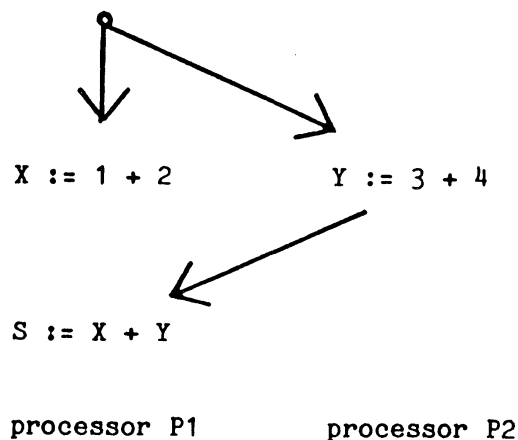 X := 1 + 2 Y := 3 + 4
S := X + Y
processor P1 processor P2